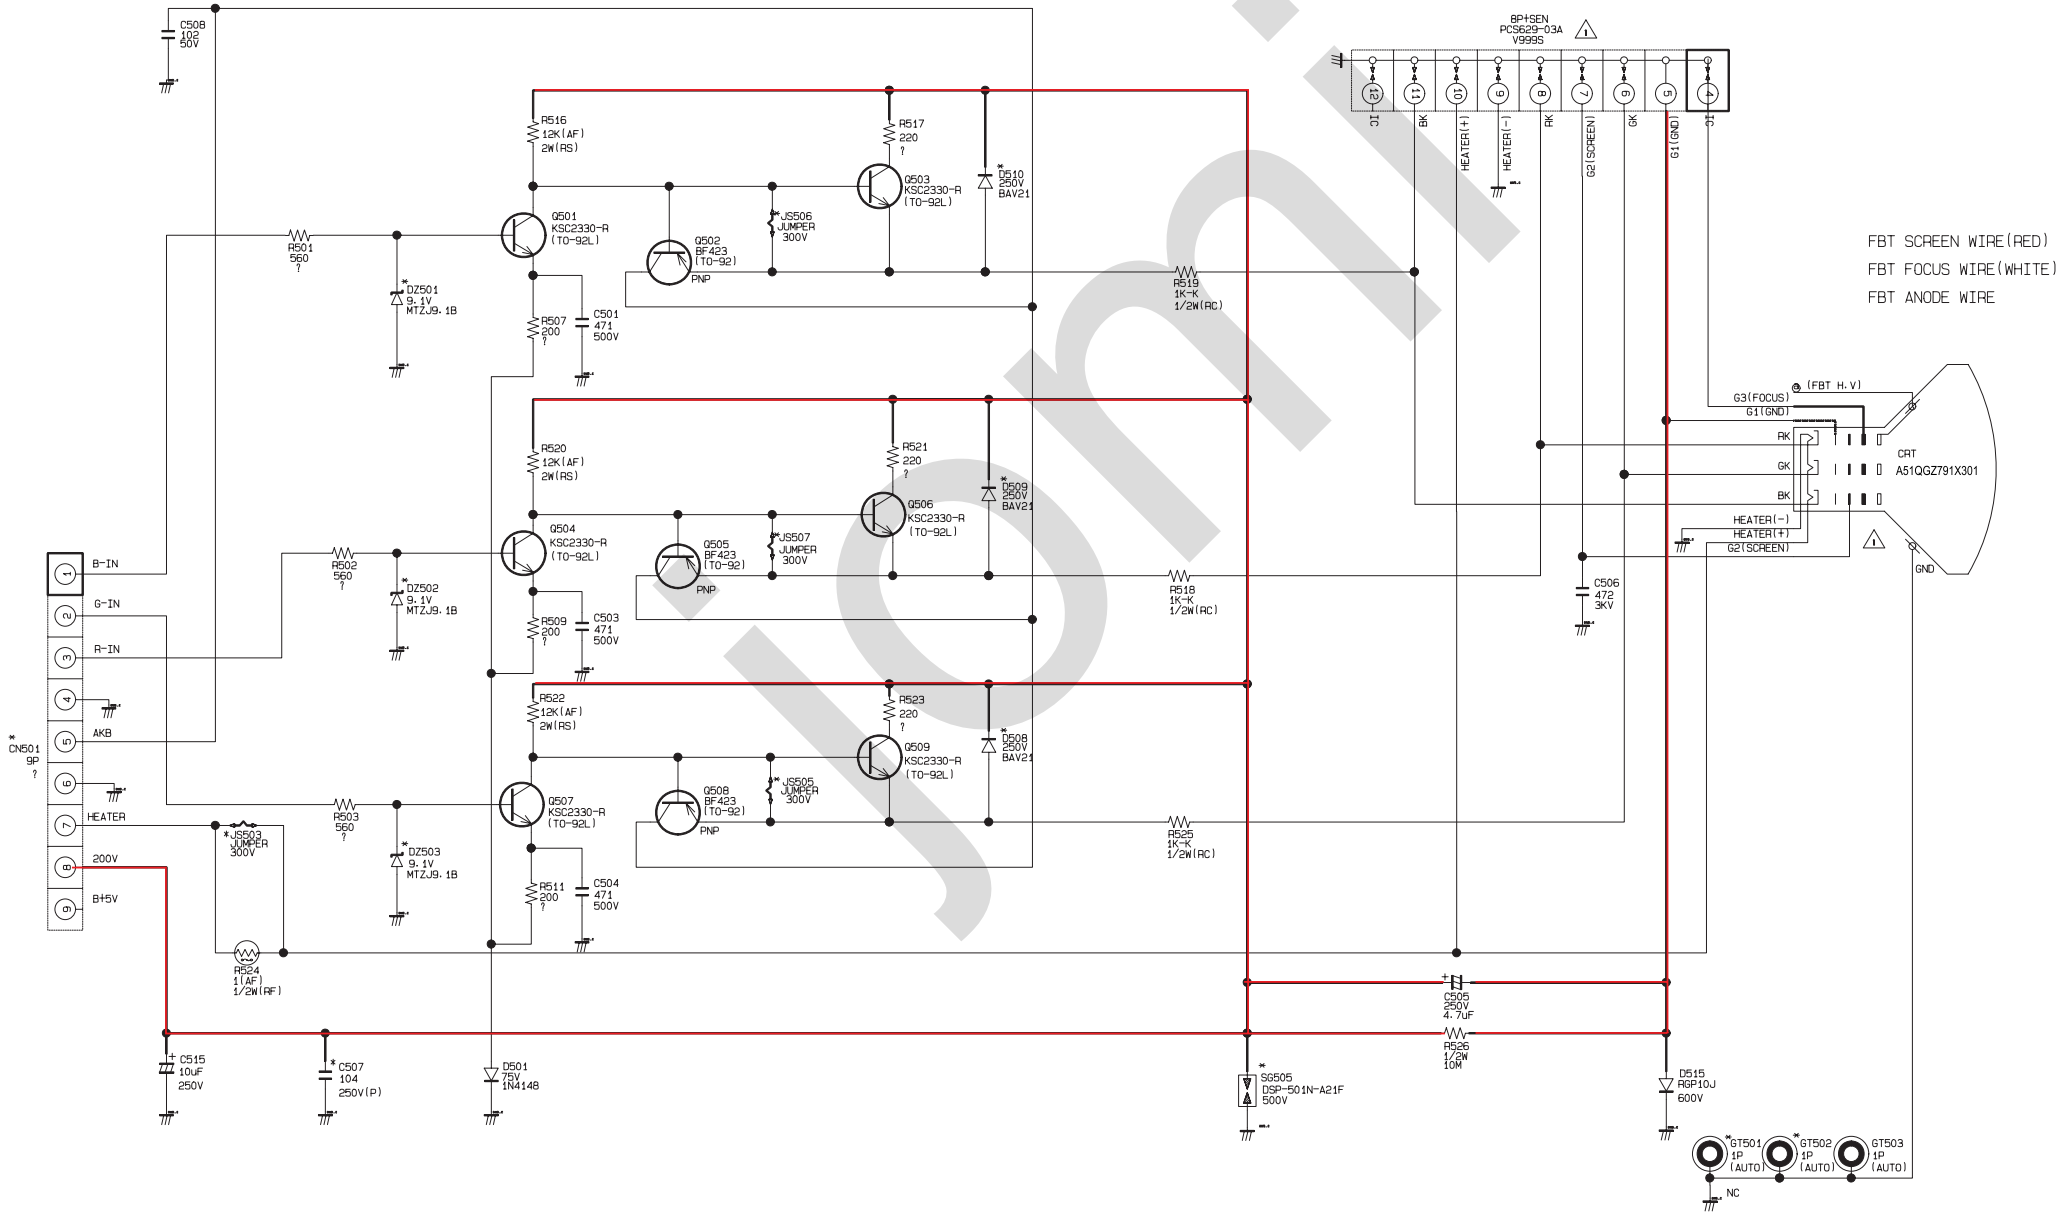 C508
102
50V
8P+SEN
PCS629-03A
V999S
12
11
10
9
8
7
6
5
4
IC
BK
HEATER(+)
HEATER(-)
RK
G2(SCREEN)
GK
G1(GND)
IC
R516
12K(AF)
2W(RS)
R517
220
?
Q503
KSC2330-R
(TO-92L)
*
D510
250V
BAV21
Q501
KSC2330-R
(TO-92L)
*JS506
JUMPER
300V
Q502
BF423
(TO-92)
PNP
R501
560
?
*
DZ501
9.1V
MTZJ9.1B
R507
200
?
C501
471
500V
R519
1K-K
1/2W(RC)
FBT SCREEN WIRE(RED)
FBT FOCUS WIRE(WHITE)
FBT ANODE WIRE
R520
12K(AF)
2W(RS)
R521
220
?
Q506
KSC2330-R
(TO-92L)
*
D509
250V
BAV21
Q504
KSC2330-R
(TO-92L)
*JS507
JUMPER
300V
Q505
BF423
(TO-92)
PNP
R502
560
?
*
DZ502
9.1V
MTZJ9.1B
R509
200
?
C503
471
500V
R518
1K-K
1/2W(RC)
(FBT H.V)
G3(FOCUS)
G1(GND)
RK
GK
BK
HEATER(-)
HEATER(+)
G2(SCREEN)
CRT
A51QGZ791X301
GND
C506
472
3KV
*
CN501
9P
?
1
B-IN
2
G-IN
3
R-IN
4
5
AKB
6
7
HEATER
8
200V
9
B+5V
*JS503
JUMPER
300V
R522
12K(AF)
2W(RS)
R523
220
?
Q509
KSC2330-R
(TO-92L)
*
D508
250V
BAV21
Q507
KSC2330-R
(TO-92L)
*JS505
JUMPER
300V
Q508
BF423
(TO-92)
PNP
R503
560
?
*
DZ503
9.1V
MTZJ9.1B
R511
200
?
C504
471
500V
R525
1K-K
1/2W(RC)
R524
1(AF)
1/2W(RF)
+
C505
250V
4.7uF
R526
1/2W
10M
+
C515
10uF
250V
*
C507
104
250V(P)
D501
75V
1N4148
*
SG505
DSP-501N-A21F
500V
D515
RGP10J
600V
*
GT501
1P
(AUTO)
*
GT502
1P
(AUTO)
GT503
1P
(AUTO)
NC
jomi